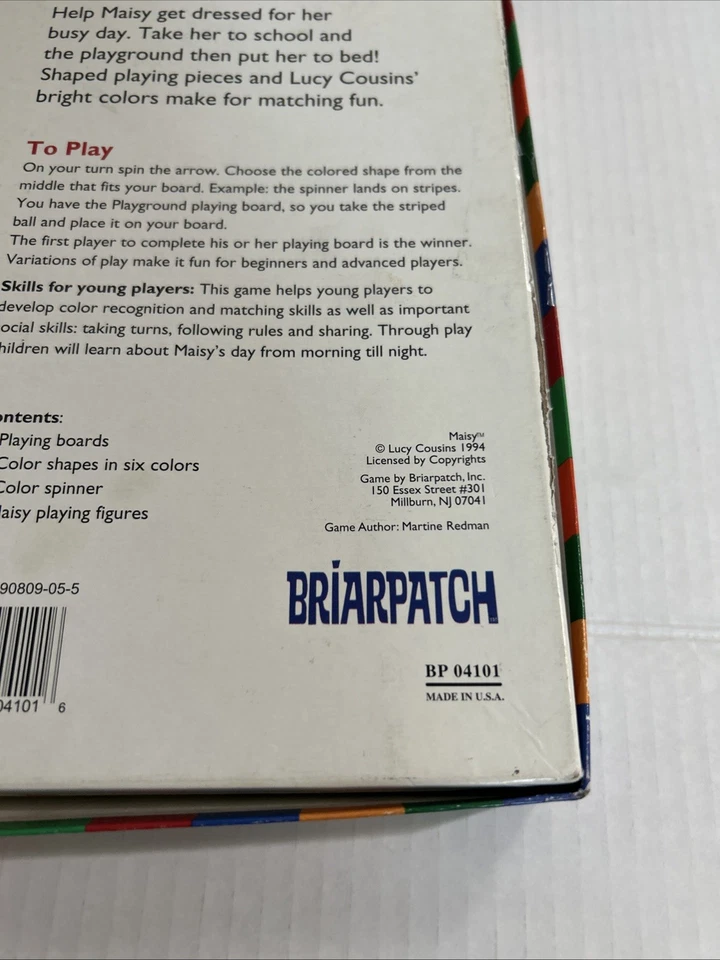 Help Maisy get dressed for her
busy day. Take her to school and
the playground then put her to bed!
Shaped playing pieces and Lucy Cousins'
bright colors make for matching fun.
To Play
On your turn spin the arrow. Choose the colored shape from the
middle that fits your board. Example: the spinner lands on stripes.
You have the Playground playing board, so you take the striped
ball and place it on your board.
The first player to complete his or her playing board is the winner.
Variations of play make it fun for beginners and advanced players.
Skills for young players: This game helps young players to
develop color recognition and matching skills as well as important
ocial skills: taking turns, following rules and sharing. Through play
hildren will learn about Maisy's day from morning till night.
ontents:
Playing boards
Color shapes in six colors
Color spinner
aisy playing figures
Maisy™
© Lucy Cousins 1994
Licensed by Copyrights
Game by Briarpatch, Inc.
150 Essex Street #301
Millburn, NJ 07041
Game Author: Martine Redman
90809-05-5
04101 6
BRIARPATCH
BP 04101
MADE IN U.S.A.